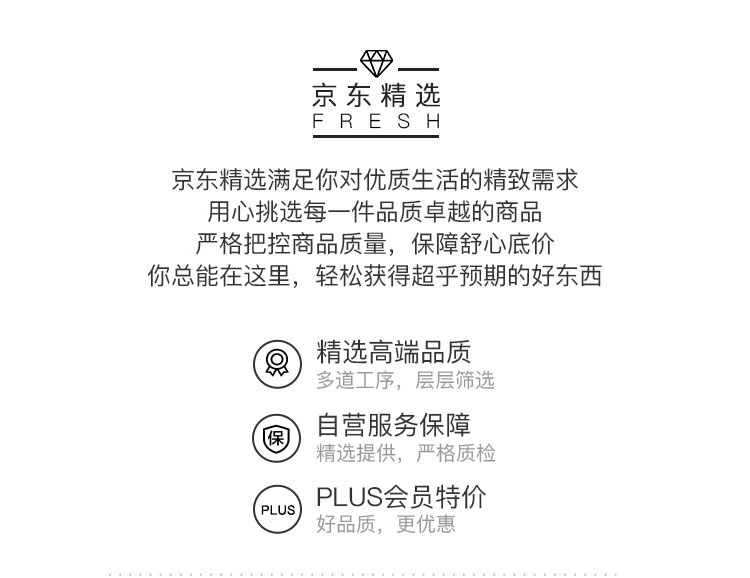 京东精选
FRESH
京东精选满足你对优质生活的精致需求
用心挑选每一件品质卓越的商品
严格把控商品质量，保障舒心底价
你总能在这里，轻松获得超乎预期的好东西
精选高端品质
多道工序，层层筛选
保
自营服务保障
精选提供，严格质检
PLUS
PLUS会员特价
好品质，更优惠